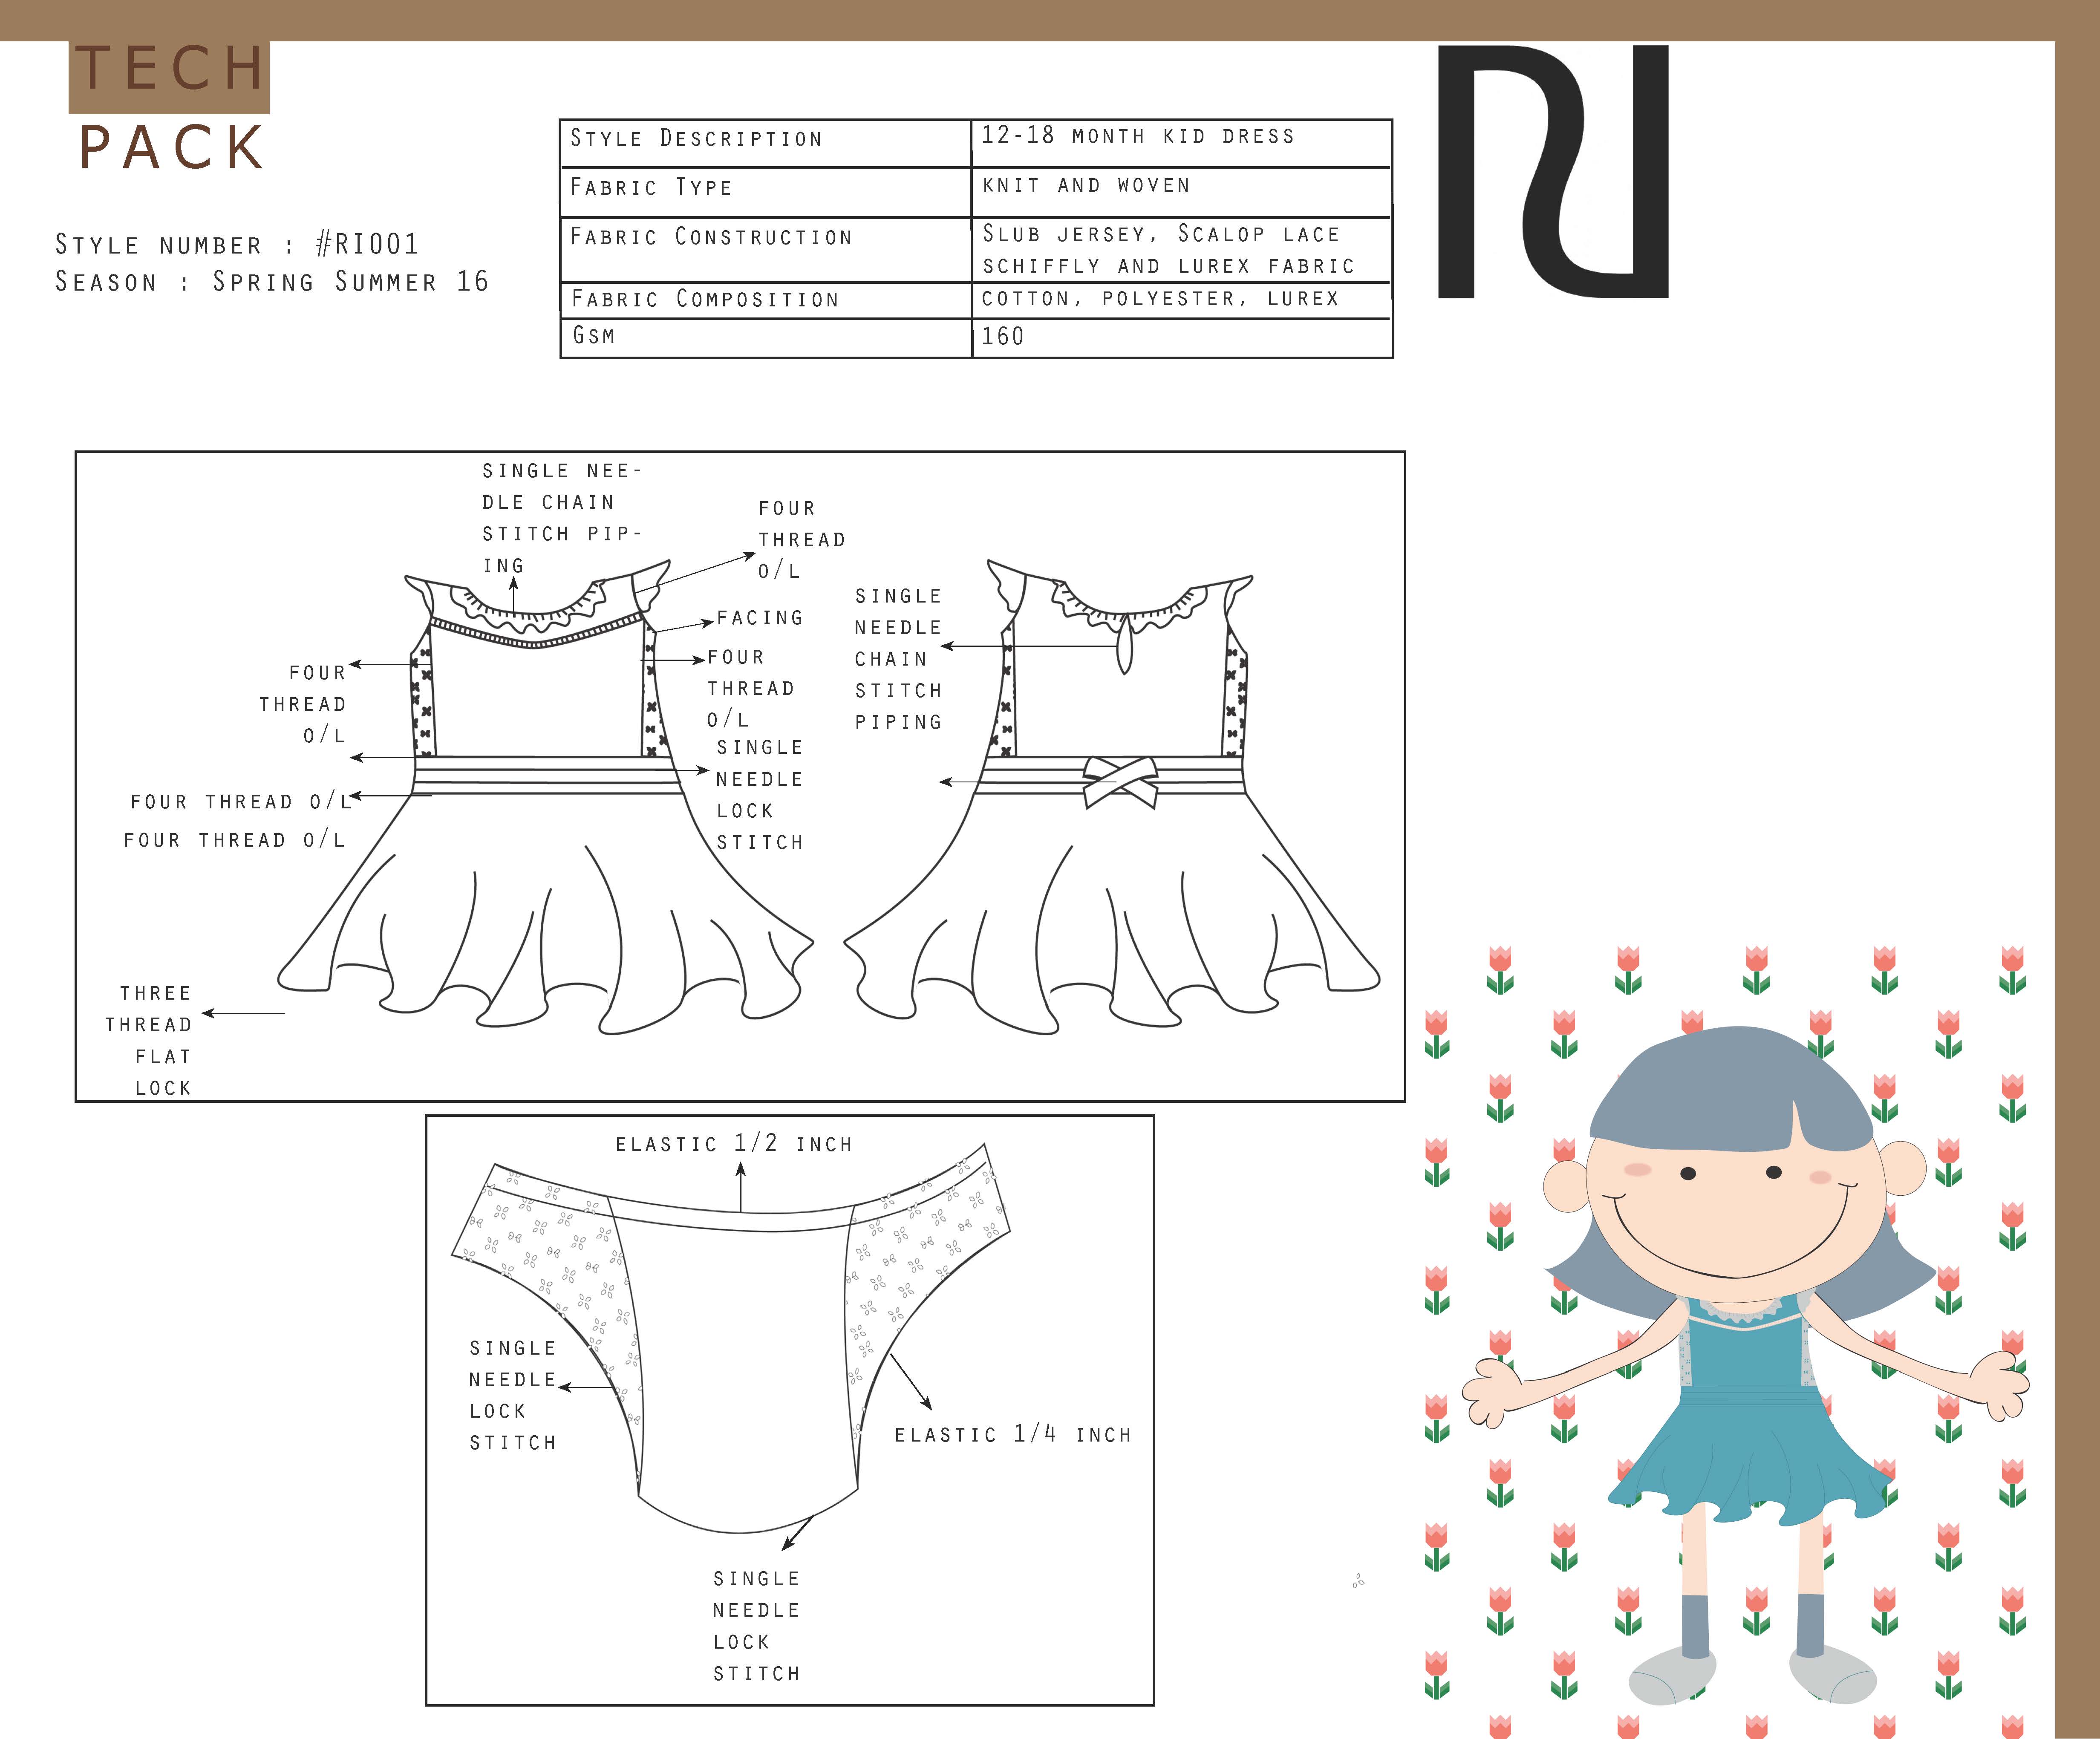 TECH
PACK
STYLE NUMBER : #RI001
SEASON : SPRING SUMMER 16
STYLE DESCRIPTION 12-18 MONTH KID DRESS
FABRIC TYPE KNIT AND WOVEN
FABRIC CONSTRUCTION SLUB JERSEY, SCALOP LACE
SCHIFFLY AND LUREX FABRIC
FABRIC COMPOSITION COTTON, POLYESTER, LUREX
GSM 160
SINGLE NEE-
DLE CHAIN
STITCH PIP-
ING
FOUR
THREAD
O/L
FACING
FOUR
THREAD
O/L
SINGLE
NEEDLE
LOCK
STITCH
FOUR
THREAD
O/L
FOUR THREAD O/L
FOUR THREAD O/L
THREE
THREAD
FLAT
LOCK
SINGLE
NEEDLE
CHAIN
STITCH
PIPING
ELASTIC 1/2 INCH
SINGLE
NEEDLE
LOCK
STITCH
ELASTIC 1/4 INCH
SINGLE
NEEDLE
LOCK
STITCH